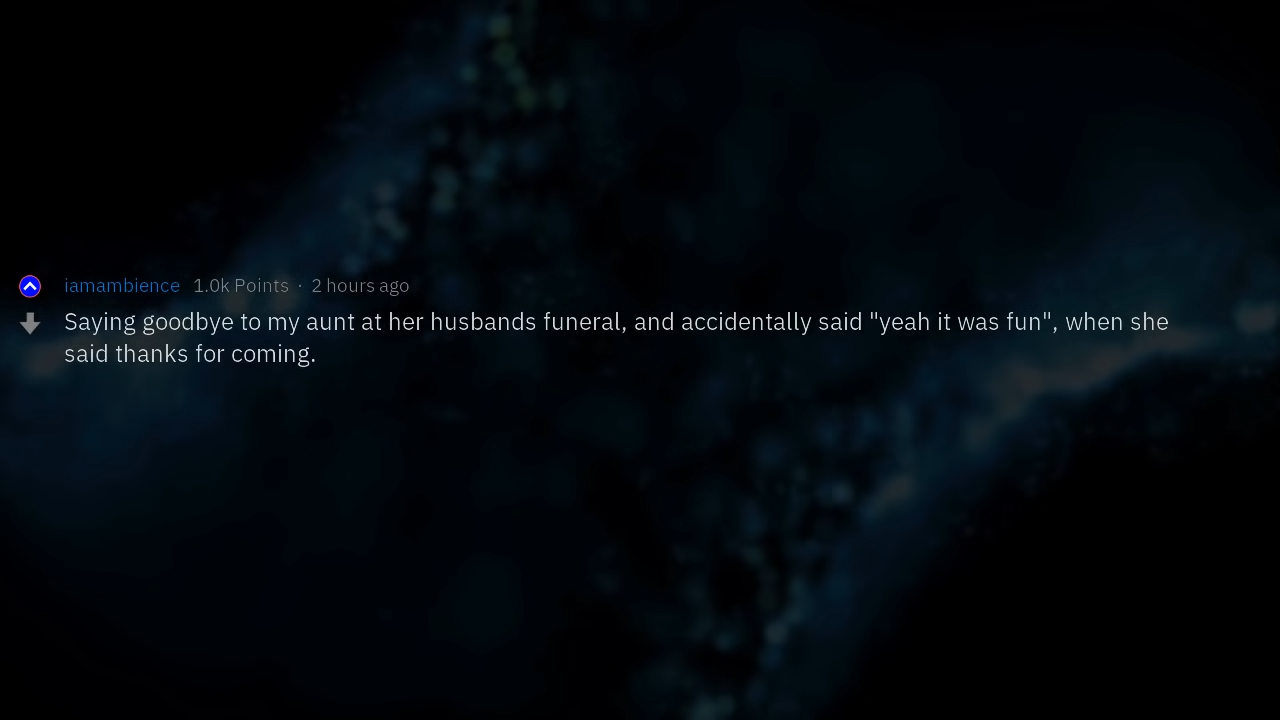 iamambience 1.0k Points · 2 hours ago
Saying goodbye to my aunt at her husbands funeral, and accidentally said "yeah it was fun", when she
said thanks for coming.